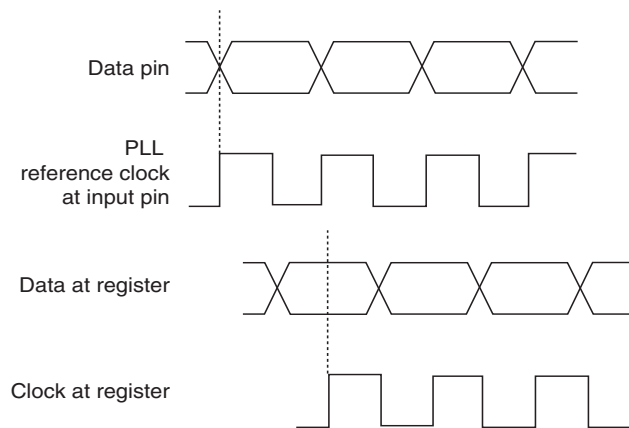 Data pin
PLL
reference clock
at input pin
Data at register
Clock at register